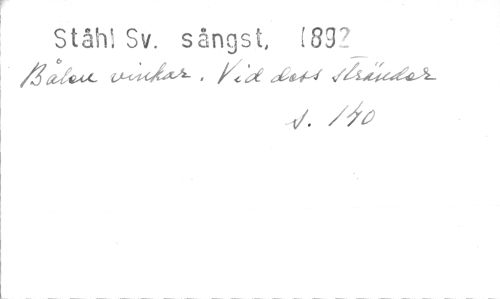 Ståhl Sv. sångst, 1892
Bålen vinkar. Vid dess stränder
s. 140